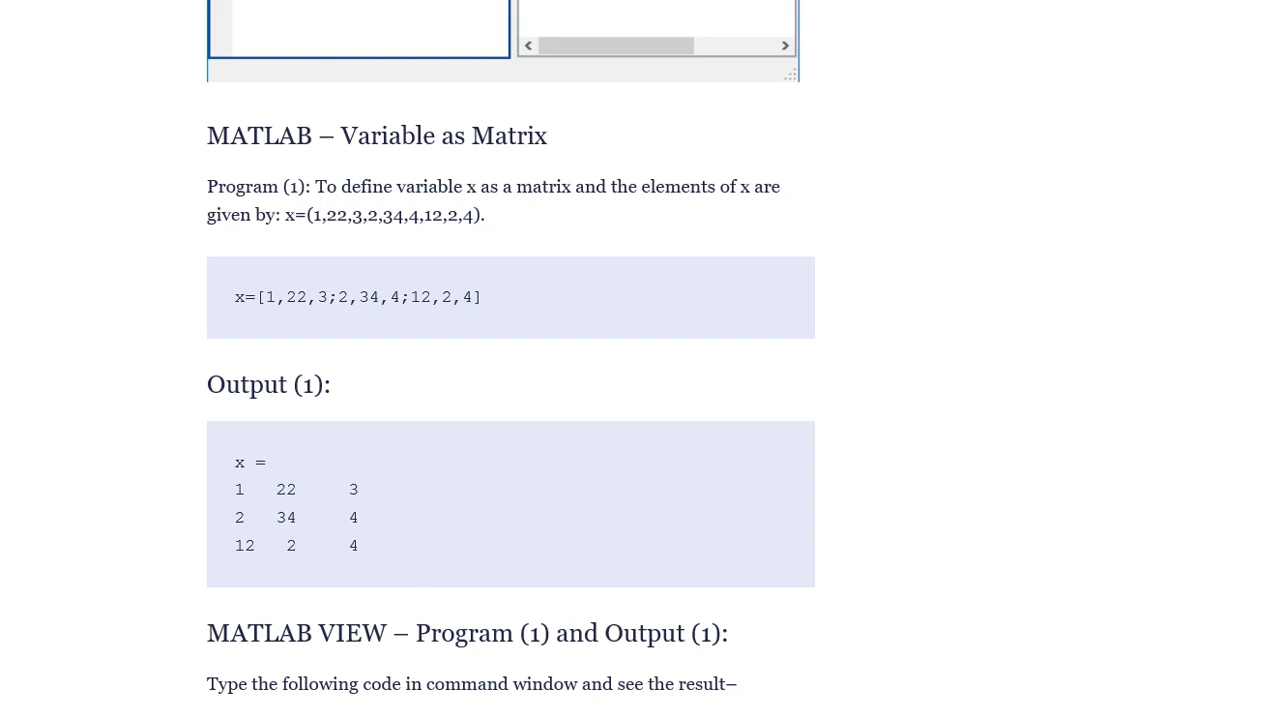 MATLAB – Variable as Matrix
Program (1): To define variable x as a matrix and the elements of x are
given by: x=(1,22,3,2,34,4,12,2,4).
x=[1,22,3;2,34,4;12,2,4]
Output (1):
x =
1   22     3
2   34     4
12   2     4
MATLAB VIEW – Program (1) and Output (1):
Type the following code in command window and see the result–